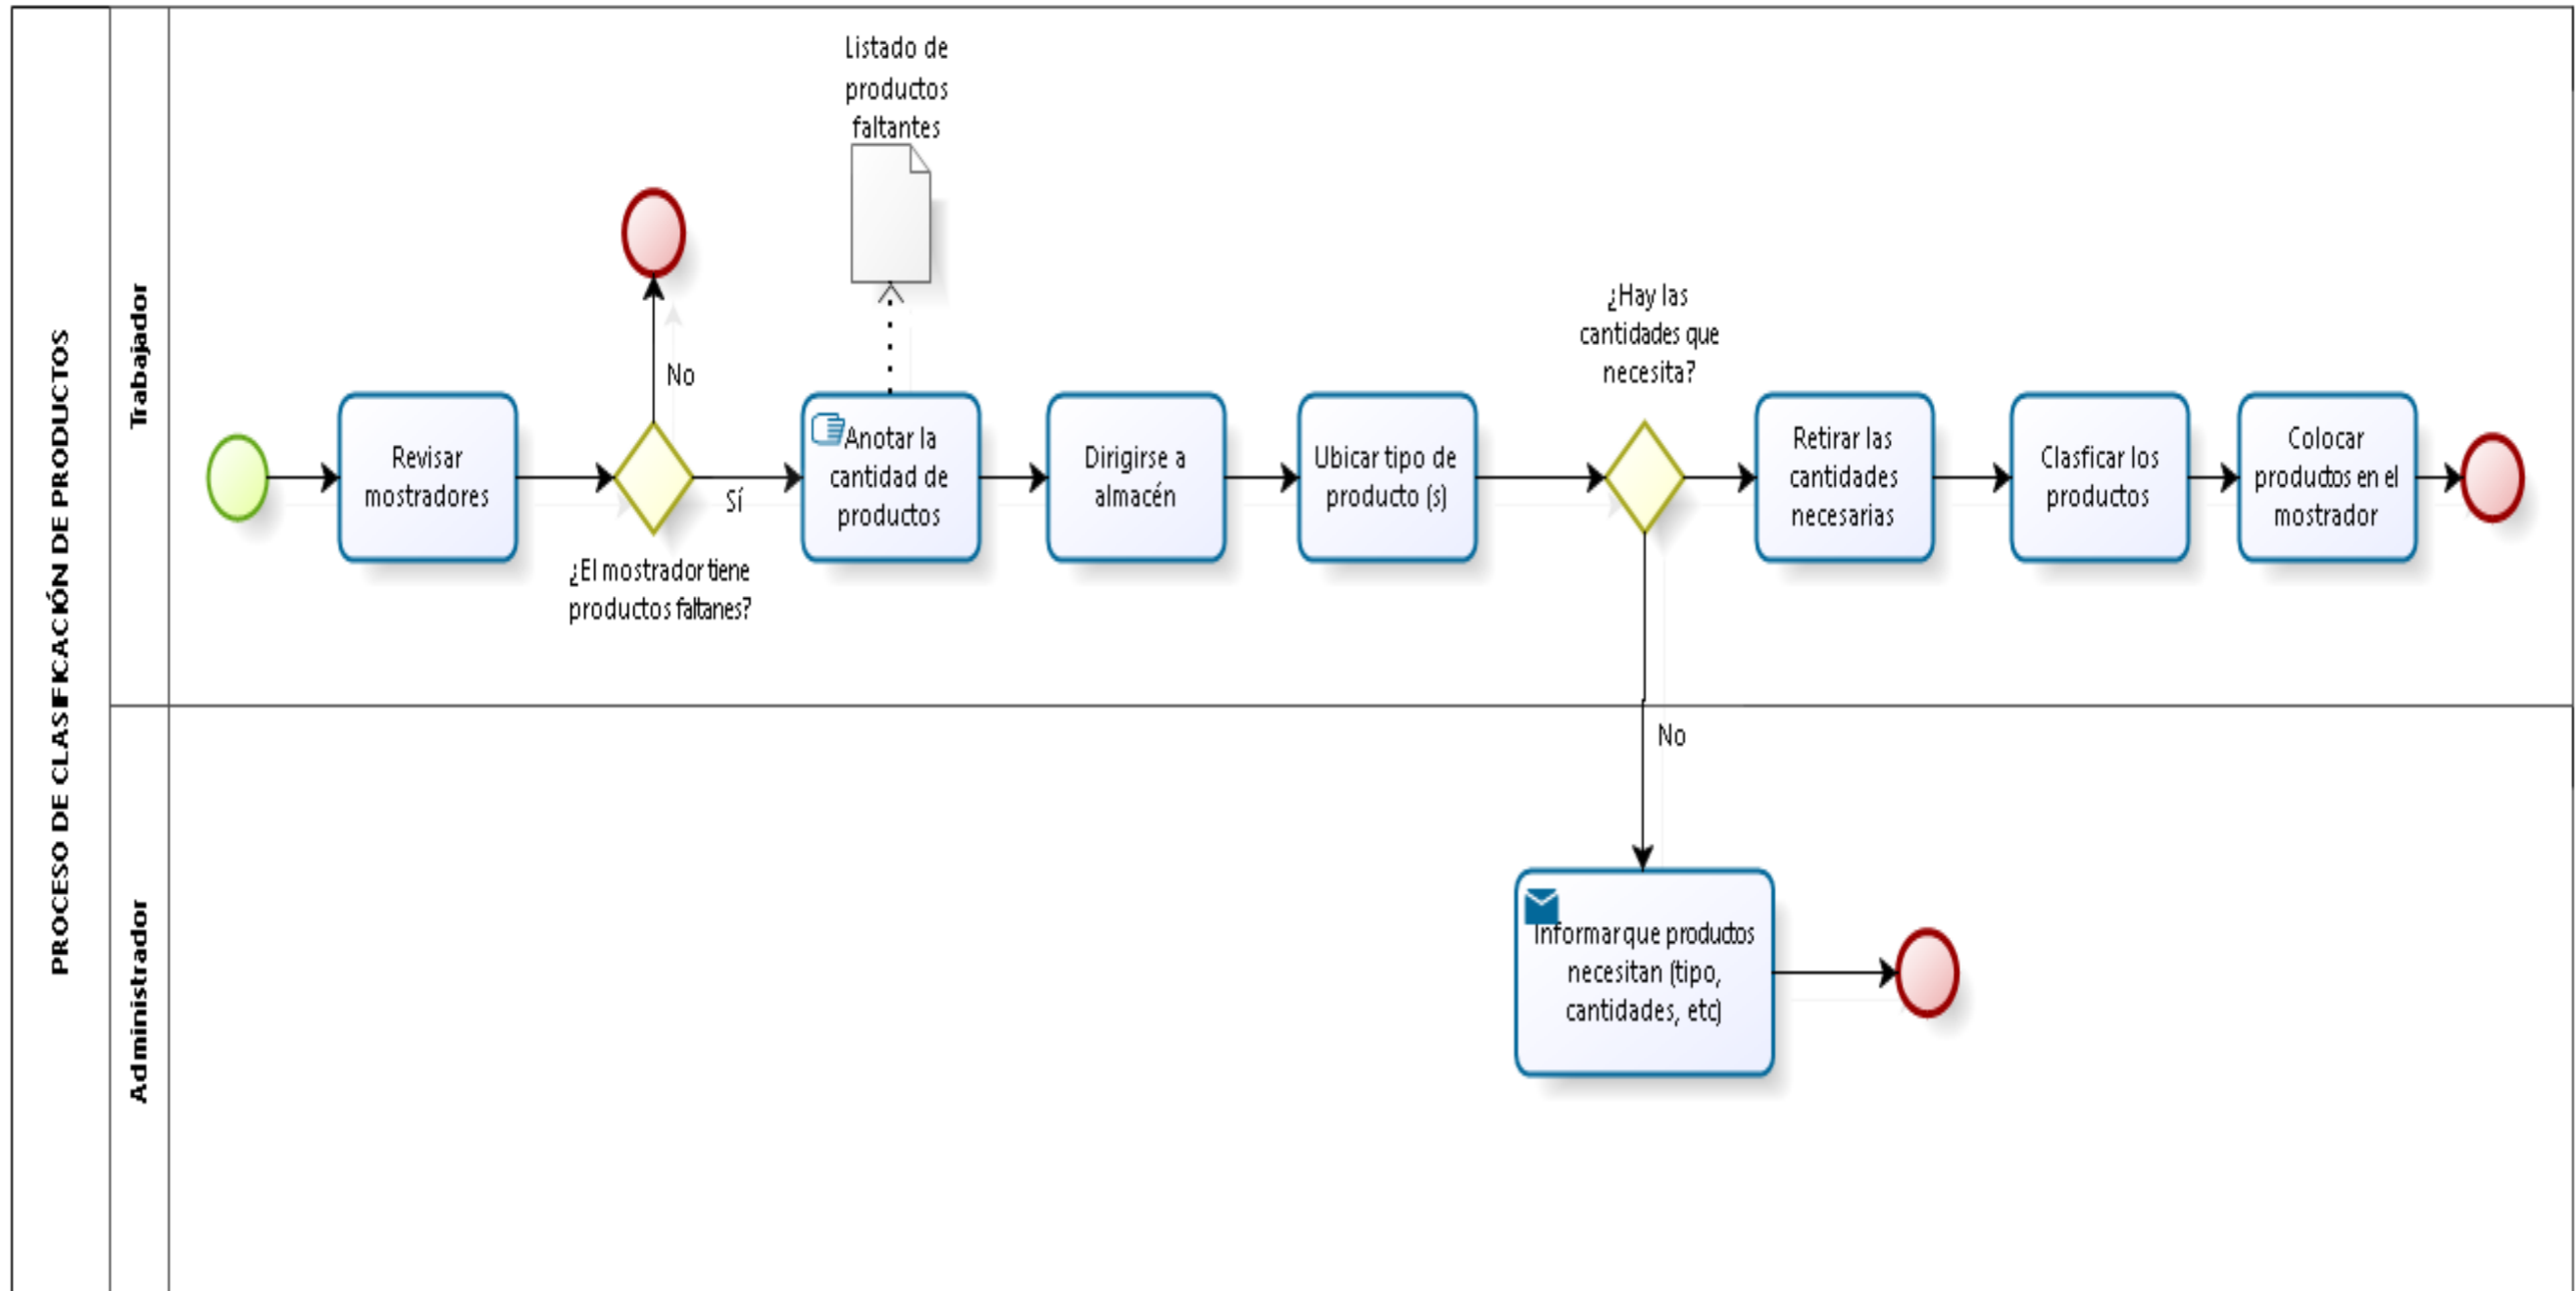 PROCESO DE CLASIFICACIÓN DE PRODUCTOS
Trabajador
Listado de
productos
faltantes
Revisar
mostradores
No
Sí
¿El mostrador tiene
productos faltanes?
Anotar la
cantidad de
productos
Dirigirse a
almacén
Ubicar tipo de
producto (s)
¿Hay las
cantidades que
necesita?
Retirar las
cantidades
necesarias
Clasficar los
productos
Colocar
productos en el
mostrador
Administrador
No
Informar que productos
necesitan (tipo,
cantidades, etc)